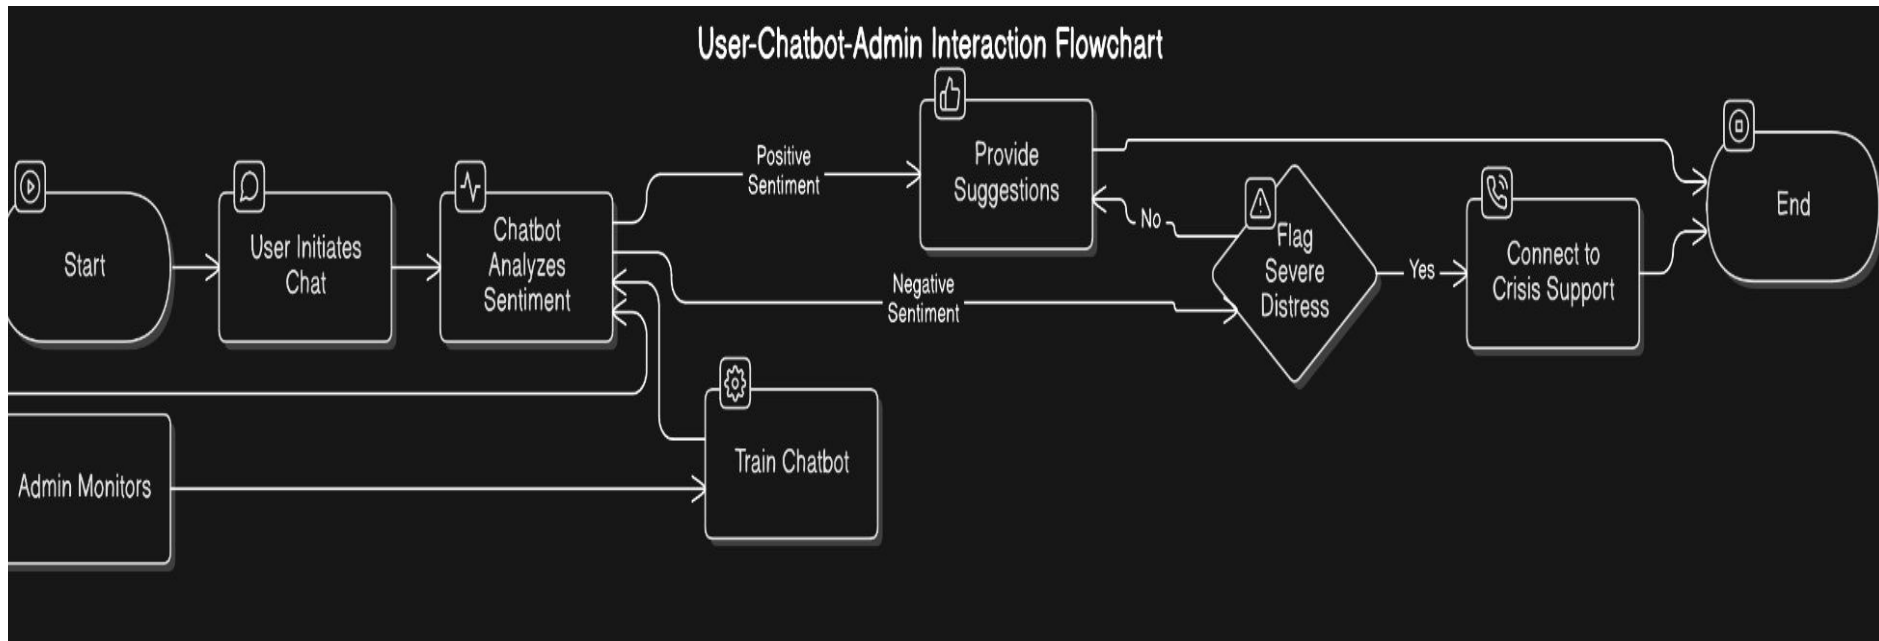 User-Chatbot-Admin Interaction Flowchart
Start
User Initiates
Chat
Chatbot
Analyzes
Sentiment
Positive
Sentiment
Negative
Sentiment
Provide
Suggestions
No
Flag
Severe
Distress
Yes
Connect to
Crisis Support
End
Admin Monitors
Train Chatbot